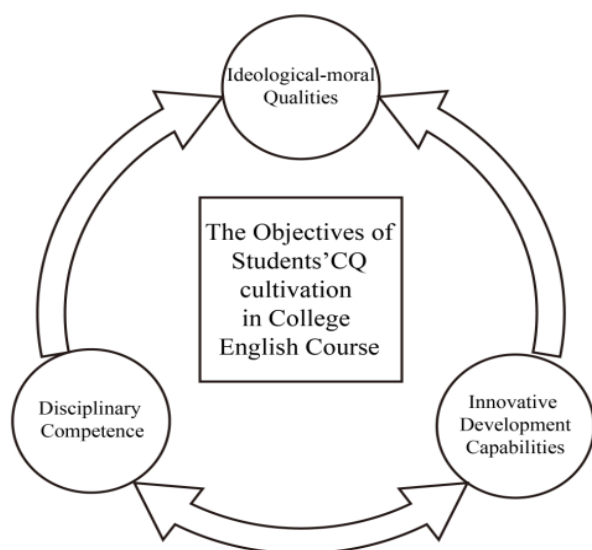 Ideological-moral
Qualities
The Objectives of
Students’CQ
cultivation
in College
English Course
Disciplinary
Competence
Innovative
Development
Capabilities